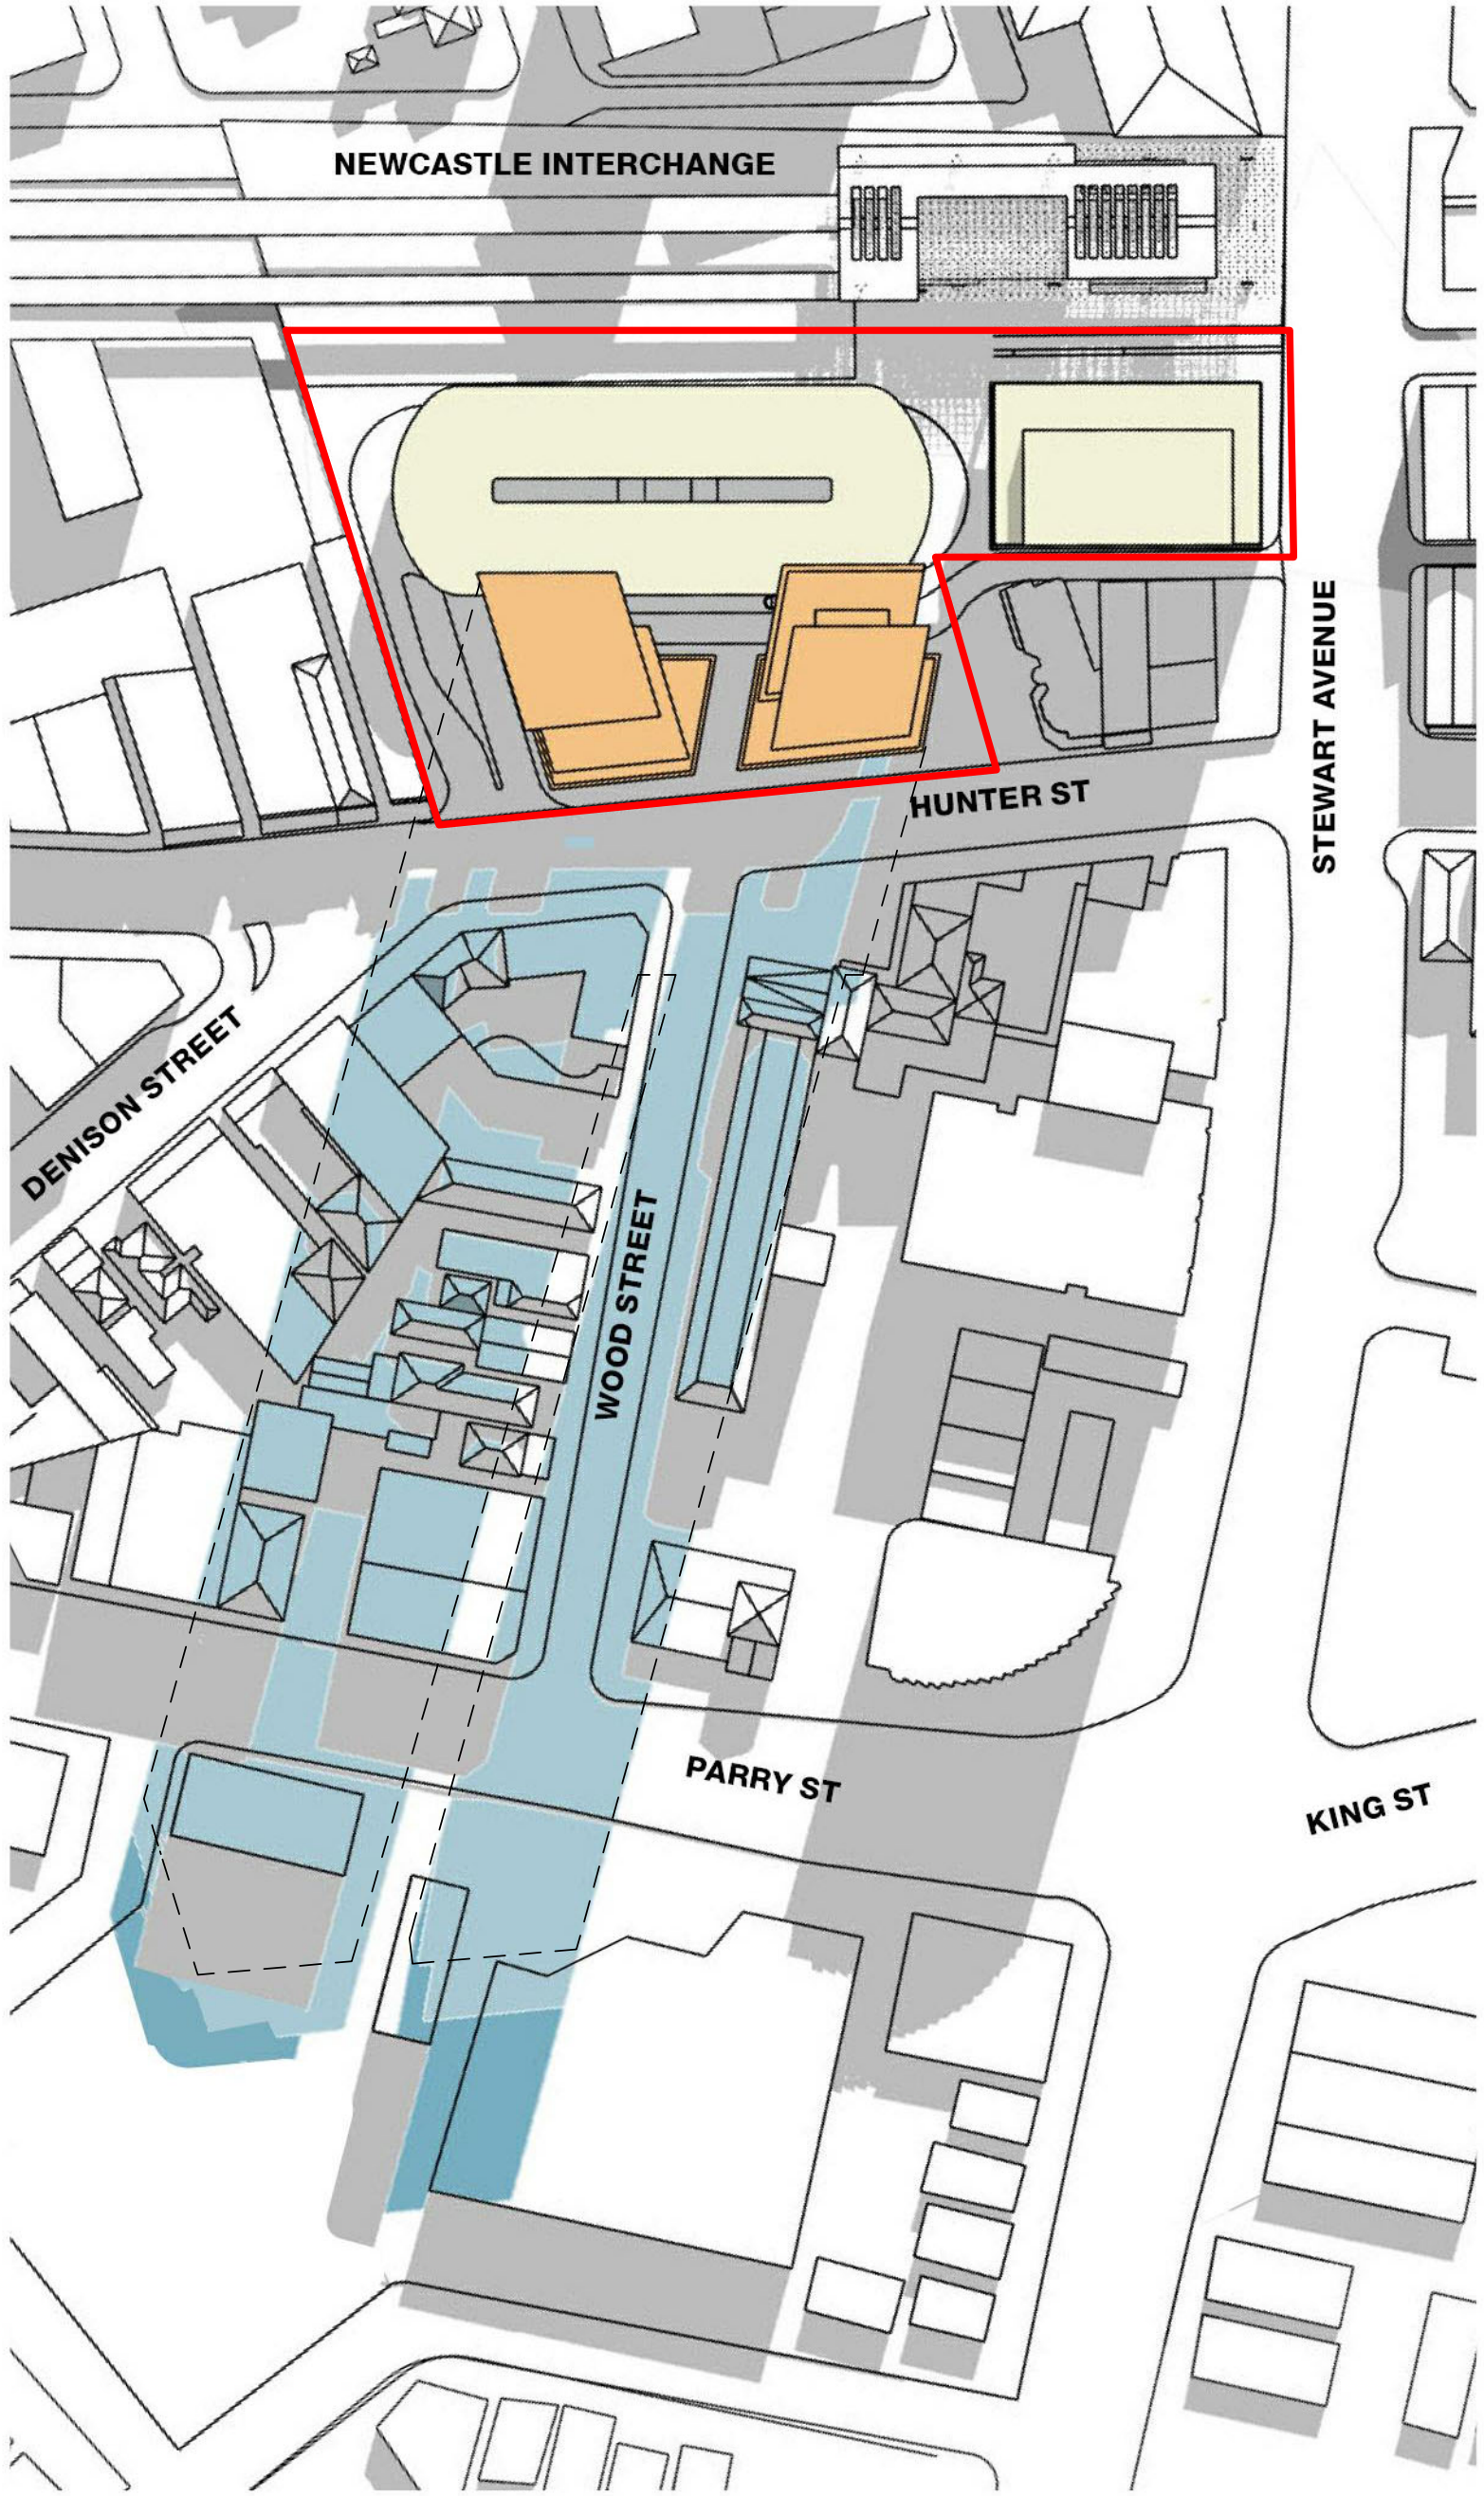 NEWCASTLE INTERCHANGE
STEWART AVENUE
HUNTER ST
DENISON STREET
WOOD STREET
PARRY ST
KING ST